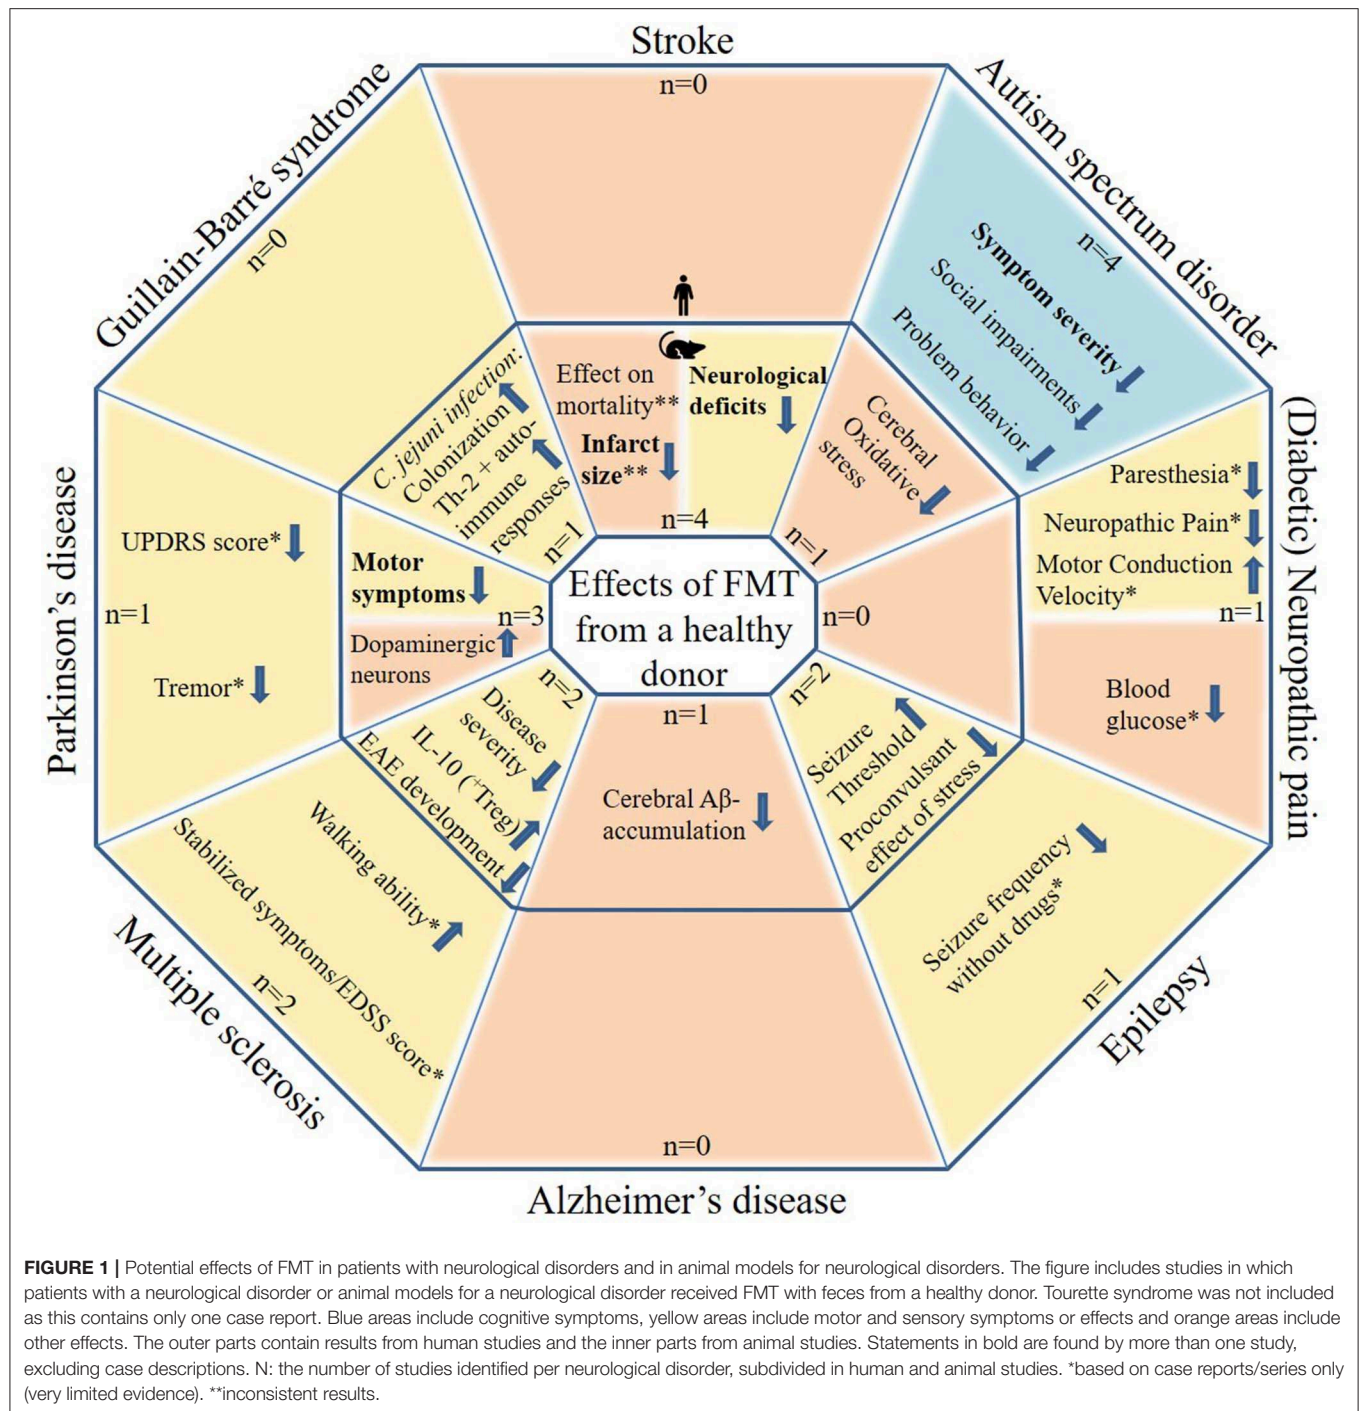 Stroke
n=0
Autism spectrum disorder
n=4
Symptom severity
Social impairments
Problem behavior
Guillain-Barré syndrome
n=0
C. jejuni infection:
Colonization
Th-2 + auto-
immune
responses
n=1
Effect on
mortality**
Infarct
size**
Neurological
deficits
n=4
Cerebral
Oxidative
stress
n=1
(Diabetic) Neuropathic pain
Paresthesia*
Neuropathic Pain*
Motor Conduction
Velocity*
n=1
Blood
glucose*
n=0
Parkinson's disease
UPDRS score*
n=1
Tremor*
Motor
symptoms
n=3
Dopaminergic
neurons
Effects of FMT
from a healthy
donor
n=2
Disease
severity
IL-10 (+Treg)
EAE development
Walking ability*
Stabilized symptoms/EDSS score*
n=2
Multiple sclerosis
n=1
Cerebral Aβ-
accumulation
n=0
Alzheimer's disease
n=2
Seizure
Threshold
Proconvulsant
effect of stress
Seizure frequency
without drugs*
n=1
Epilepsy
FIGURE 1 | Potential effects of FMT in patients with neurological disorders and in animal models for neurological disorders. The figure includes studies in which
patients with a neurological disorder or animal models for a neurological disorder received FMT with feces from a healthy donor. Tourette syndrome was not included
as this contains only one case report. Blue areas include cognitive symptoms, yellow areas include motor and sensory symptoms or effects and orange areas include
other effects. The outer parts contain results from human studies and the inner parts from animal studies. Statements in bold are found by more than one study,
excluding case descriptions. N: the number of studies identified per neurological disorder, subdivided in human and animal studies. *based on case reports/series only
(very limited evidence). **inconsistent results.